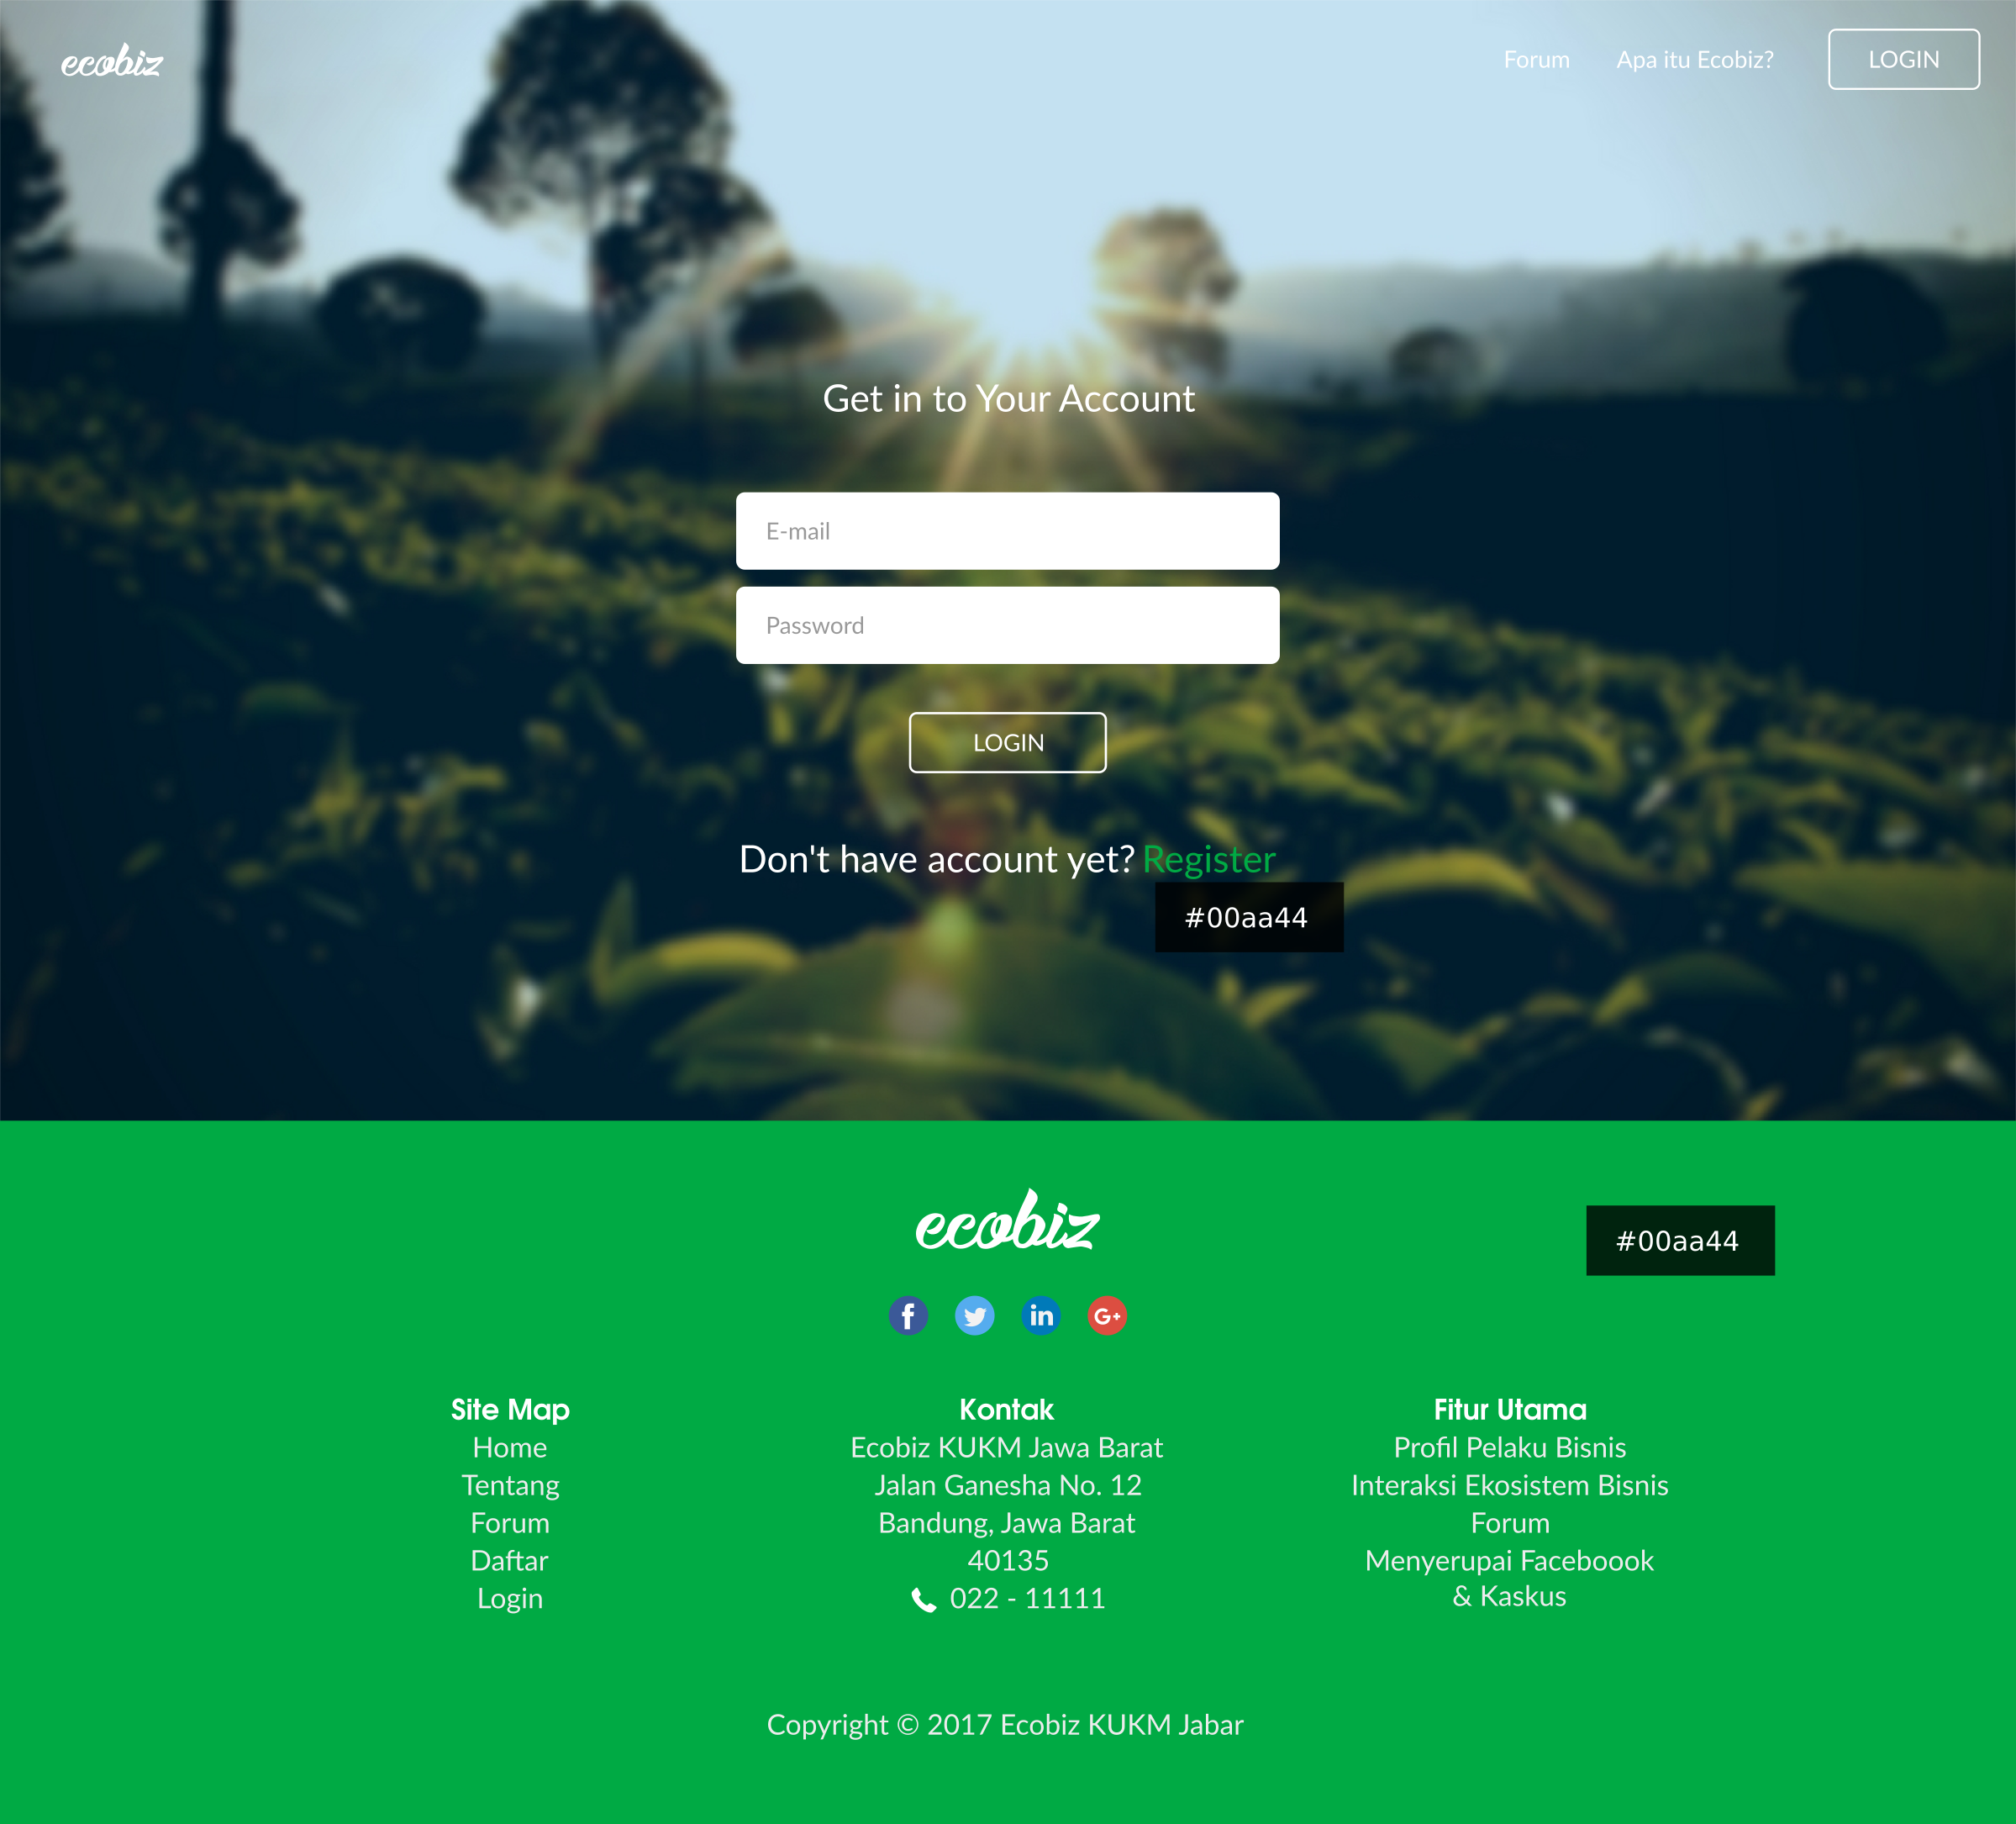 ecobiz
Forum
Apa itu Ecobiz?
LOGIN
Get in to Your Account
E-mail
Password
LOGIN
Don't have account yet? Register
#00aa44
ecobiz
#00aa44
f
in
G+
Site Map
Home
Tentang
Forum
Daftar
Login
Kontak
Ecobiz KUKM Jawa Barat
Jalan Ganesha No. 12
Bandung, Jawa Barat
40135
022 - 11111
Fitur Utama
Profil Pelaku Bisnis
Interaksi Ekosistem Bisnis
Forum
Menyerupai Faceboook
& Kaskus
Copyright © 2017 Ecobiz KUKM Jabar